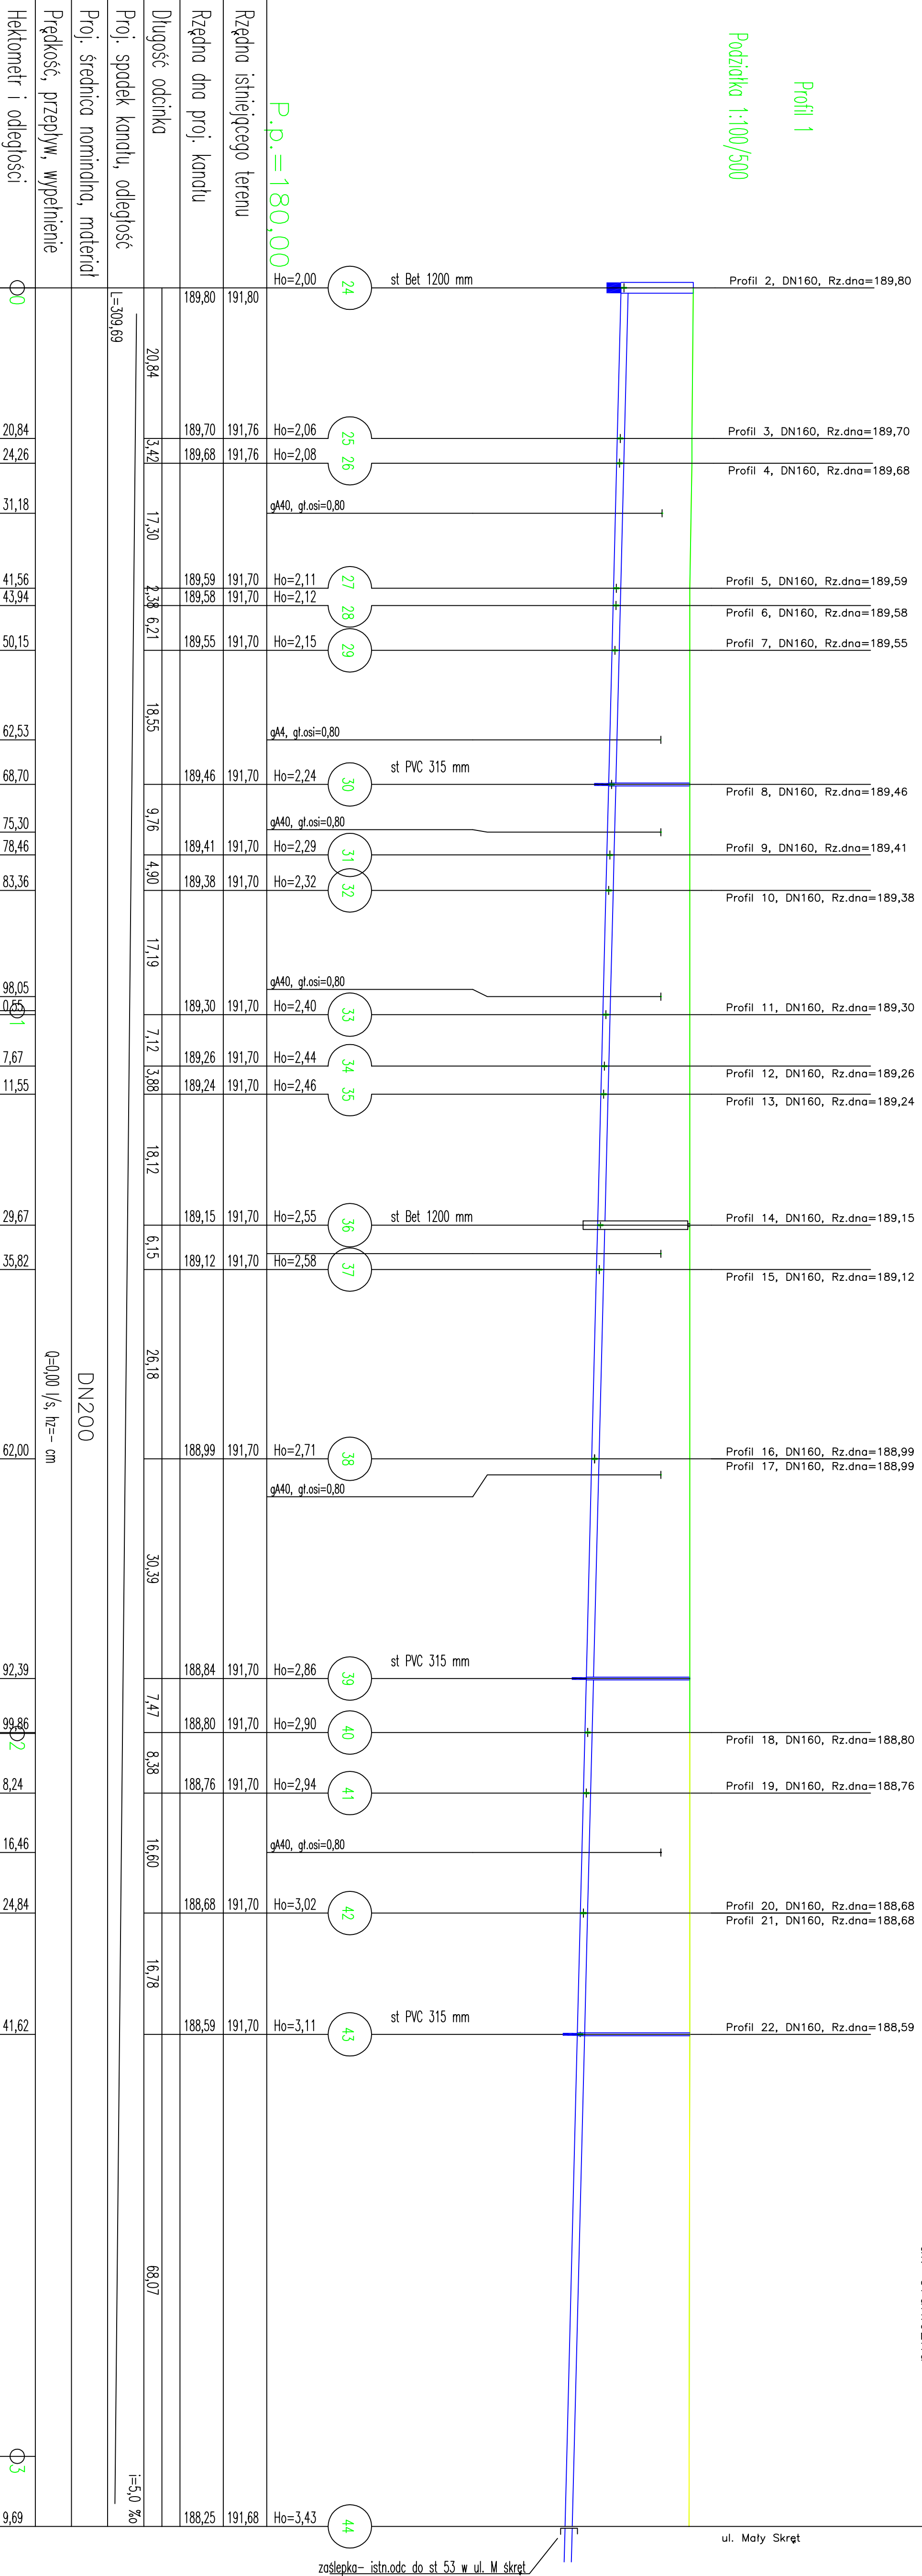 Profil 1
Podziałka 1:100/500
P.p.=180,00
Rzędna istniejącego terenu
Rzędna dna proj. kanału
Długość odcinka
Proj. spadek kanału, odległość
Proj. średnica nominalna, materiał
Prędkość, przepływ, wypełnienie
Hektometr i odległości
0
189,80 191,80 Ho=2,00 24 st Bet 1200 mm Profil 2, DN160, Rz.dna=189,80
L=309,69
20,84
20,84 189,70 191,76 Ho=2,06 25 Profil 3, DN160, Rz.dna=189,70
3,42
24,26 189,68 191,76 Ho=2,08 26 Profil 4, DN160, Rz.dna=189,68
31,18 gA40, gł.osi=0,80
17,30
41,56 189,59 191,70 Ho=2,11 27 Profil 5, DN160, Rz.dna=189,59
2,38
43,94 189,58 191,70 Ho=2,12 28 Profil 6, DN160, Rz.dna=189,58
6,21
50,15 189,55 191,70 Ho=2,15 29 Profil 7, DN160, Rz.dna=189,55
18,55
62,53 gA4, gł.osi=0,80
68,70 189,46 191,70 Ho=2,24 30 st PVC 315 mm Profil 8, DN160, Rz.dna=189,46
9,76
75,30 gA40, gł.osi=0,80
78,46 189,41 191,70 Ho=2,29 31 Profil 9, DN160, Rz.dna=189,41
4,90
83,36 189,38 191,70 Ho=2,32 32 Profil 10, DN160, Rz.dna=189,38
17,19
98,05 gA40, gł.osi=0,80
1
0,55 189,30 191,70 Ho=2,40 33 Profil 11, DN160, Rz.dna=189,30
7,12
7,67 189,26 191,70 Ho=2,44 34 Profil 12, DN160, Rz.dna=189,26
3,88
11,55 189,24 191,70 Ho=2,46 35 Profil 13, DN160, Rz.dna=189,24
18,12
29,67 189,15 191,70 Ho=2,55 36 st Bet 1200 mm Profil 14, DN160, Rz.dna=189,15
6,15
35,82 189,12 191,70 Ho=2,58 37 Profil 15, DN160, Rz.dna=189,12
26,18
Q=0,00 l/s, hz=- cm
DN200
62,00 188,99 191,70 Ho=2,71 38 Profil 16, DN160, Rz.dna=188,99
Profil 17, DN160, Rz.dna=188,99
gA40, gł.osi=0,80
30,39
92,39 188,84 191,70 Ho=2,86 39 st PVC 315 mm
7,47
99,86 188,80 191,70 Ho=2,90 40 Profil 18, DN160, Rz.dna=188,80
2
8,38
8,24 188,76 191,70 Ho=2,94 41 Profil 19, DN160, Rz.dna=188,76
16,46 gA40, gł.osi=0,80
16,60
24,84 188,68 191,70 Ho=3,02 42 Profil 20, DN160, Rz.dna=188,68
Profil 21, DN160, Rz.dna=188,68
16,78
41,62 188,59 191,70 Ho=3,11 43 st PVC 315 mm Profil 22, DN160, Rz.dna=188,59
68,07
3
i=5,0 ‰
9,69 188,25 191,68 Ho=3,43 44
ul. Mały Skręt
zaślepka- istn.odc do st 53 w ul. M śkręt